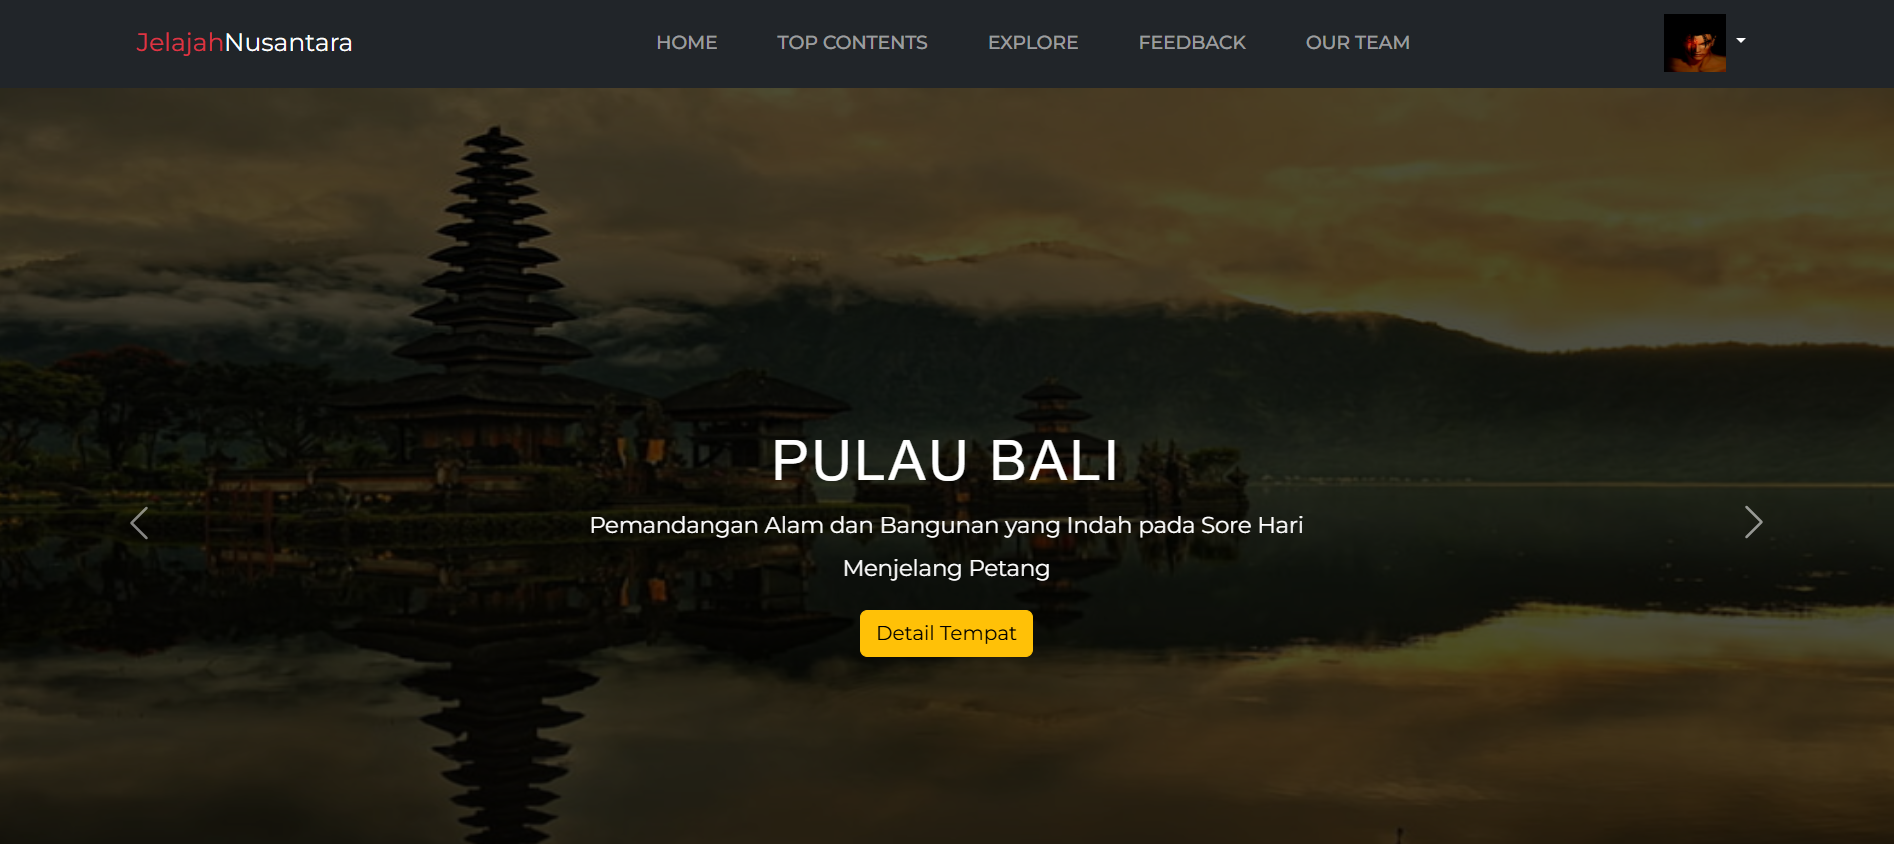 JelajahNusantara
HOME
TOP CONTENTS
EXPLORE
FEEDBACK
OUR TEAM
PULAU BALI
Pemandangan Alam dan Bangunan yang Indah pada Sore Hari
Menjelang Petang
Detail Tempat